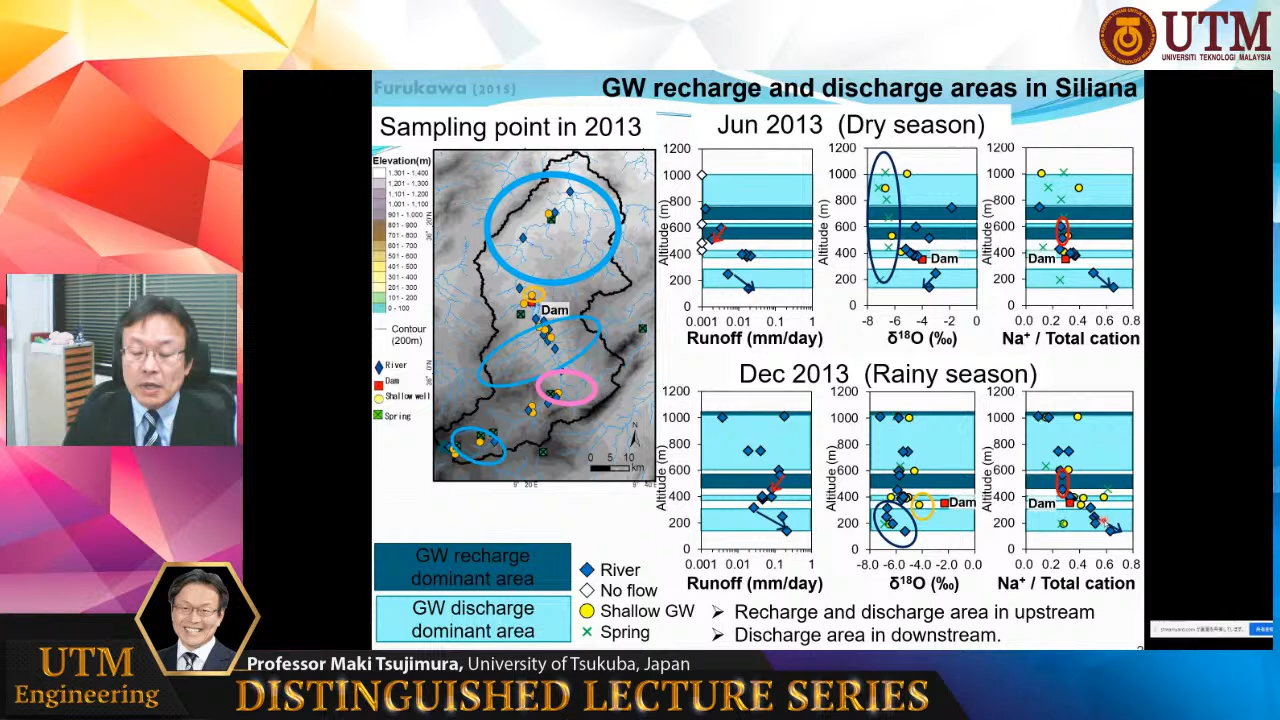 UTM
UNIVERSITI TEKNOLOGI MALAYSIA
Furukawa (2015)
GW recharge and discharge areas in Siliana
Sampling point in 2013
Elevation(m)
1,301 - 1,400
1,201 - 1,300
1,101 - 1,200
1,001 - 1,100
901 - 1,000
801 - 900
701 - 800
601 - 700
501 - 600
401 - 500
301 - 400
201 - 300
101 - 200
0 - 100
Contour
(200m)
River
Dam
Shallow well
Spring
Dam
N
0 5 10
km
9° 20'E
36° 20'N
36° 0'N
Jun 2013 (Dry season)
Altitude (m)
1200
1000
800
600
400
200
0
0.001 0.01 0.1 1
Runoff (mm/day)
Altitude (m)
1200
1000
800
600
400
200
0
Dam
-8 -6 -4 -2 0
δ18O (‰)
Altitude (m)
1200
1000
800
600
400
200
0
Dam
0.0 0.2 0.4 0.6 0.8
Na+ / Total cation
Dec 2013 (Rainy season)
Altitude (m)
1200
1000
800
600
400
200
0
0.001 0.01 0.1 1
Runoff (mm/day)
Altitude (m)
1200
1000
800
600
400
200
0
Dam
-8.0 -6.0 -4.0 -2.0 0.0
δ18O (‰)
Altitude (m)
1200
1000
800
600
400
200
0
Dam
0.0 0.2 0.4 0.6 0.8
Na+ / Total cation
GW recharge
dominant area
GW discharge
dominant area
River
No flow
Shallow GW
Spring
➢ Recharge and discharge area in upstream
➢ Discharge area in downstream.
UTM
Engineering
Professor Maki Tsujimura, University of Tsukuba, Japan
DISTINGUISHED LECTURE SERIES